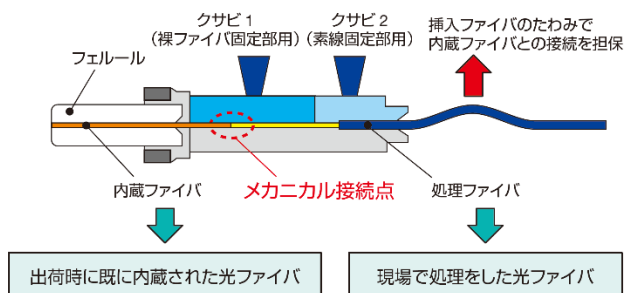 クサビ1
(裸ファイバ固定部用)
クサビ2
(素線固定部用)
挿入ファイバのたわみで
内蔵ファイバとの接続を担保
フェルール
内蔵ファイバ
メカニカル接続点
処理ファイバ
出荷時に既に内蔵された光ファイバ
現場で処理をした光ファイバ